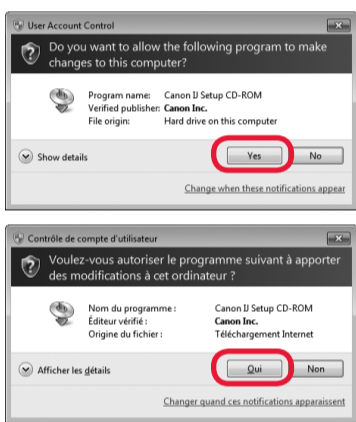 User Account Control
Do you want to allow the following program to make
changes to this computer?
Program name: Canon IJ Setup CD-ROM
Verified publisher: Canon Inc.
File origin: Hard drive on this computer
Show details
Yes
No
Change when these notifications appear
Contrôle de compte d'utilisateur
Voulez-vous autoriser le programme suivant à apporter
des modifications à cet ordinateur ?
Nom du programme : Canon IJ Setup CD-ROM
Éditeur vérifié : Canon Inc.
Origine du fichier : Téléchargement Internet
Afficher les détails
Oui
Non
Changer quand ces notifications apparaissent